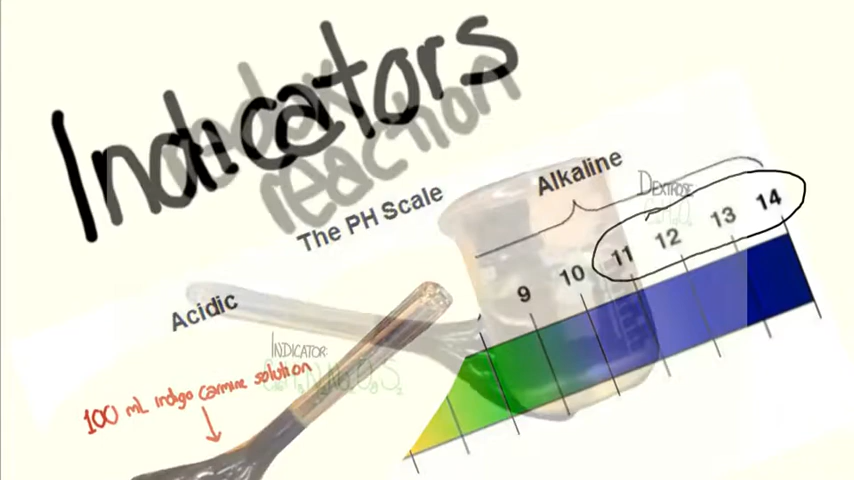 Indicators
redox
reaction
The PH Scale
Alkaline
DEXTROSE
Acidic
9 10 11 12 13 14
INDICATOR:
100 mL indigo carmine solution